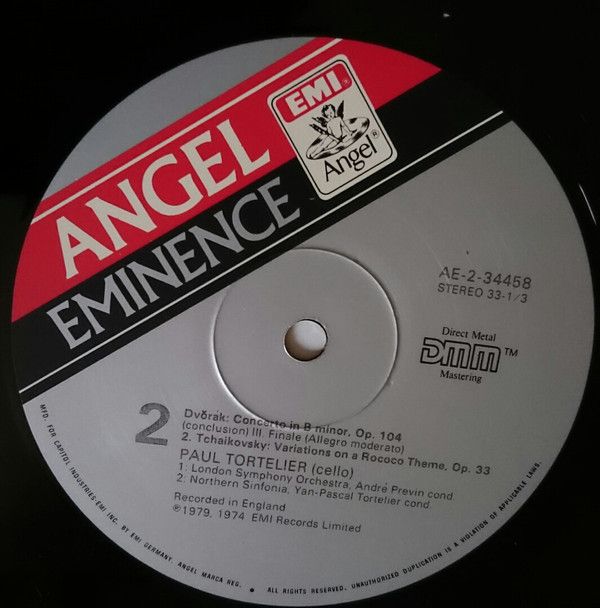 ANGEL
EMINENCE
EMI®
Angel®
AE-2-34458
STEREO 33-1/3
Direct Metal
DMM™
Mastering
2
Dvořák: Concerto in B minor, Op. 104
(conclusion) III. Finale (Allegro moderato)
2. Tchaikovsky: Variations on a Rococo Theme, Op. 33
PAUL TORTELIER (cello)
1: London Symphony Orchestra, André Previn cond.
2: Northern Sinfonia, Yan-Pascal Tortelier cond.
Recorded in England
℗1979, 1974 EMI Records Limited
MFD. FOR CAPITOL INDUSTRIES-EMI INC. BY EMI GERMANY. ANGEL MARCA REG. • ALL RIGHTS RESERVED. UNAUTHORIZED DUPLICATION IS A VIOLATION OF APPLICABLE LAWS.